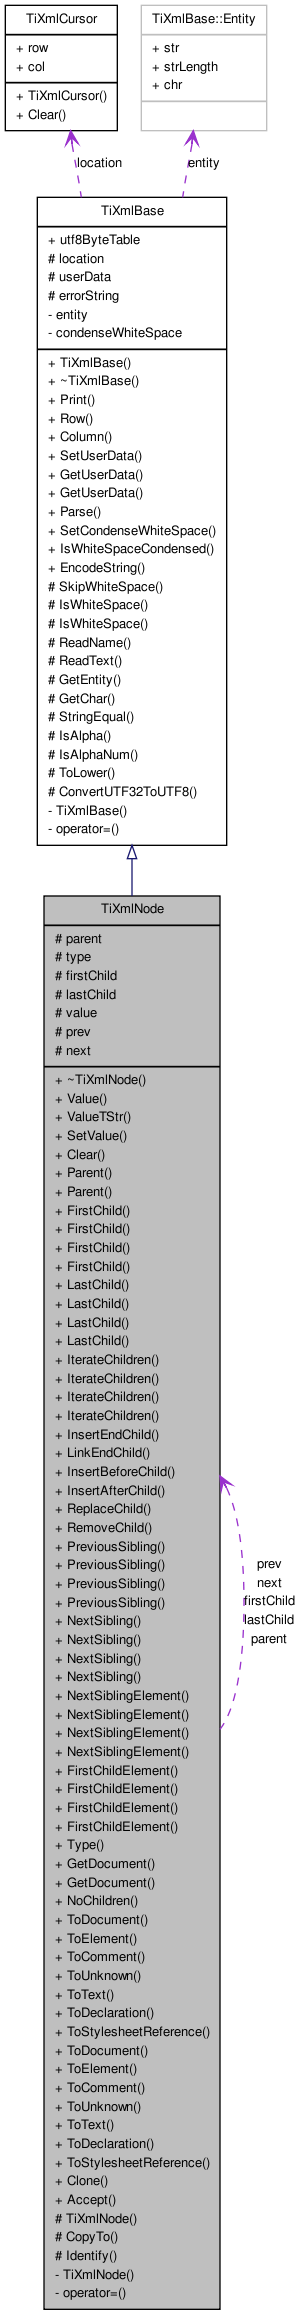 TiXmlCursor
+ row
+ col
+ TiXmlCursor()
+ Clear()
TiXmlBase::Entity
+ str
+ strLength
+ chr
location
entity
TiXmlBase
+ utf8ByteTable
# location
# userData
# errorString
- entity
- condenseWhiteSpace
+ TiXmlBase()
+ ~TiXmlBase()
+ Print()
+ Row()
+ Column()
+ SetUserData()
+ GetUserData()
+ GetUserData()
+ Parse()
+ SetCondenseWhiteSpace()
+ IsWhiteSpaceCondensed()
+ EncodeString()
# SkipWhiteSpace()
# IsWhiteSpace()
# IsWhiteSpace()
# ReadName()
# ReadText()
# GetEntity()
# GetChar()
# StringEqual()
# IsAlpha()
# IsAlphaNum()
# ToLower()
# ConvertUTF32ToUTF8()
- TiXmlBase()
- operator=()
TiXmlNode
# parent
# type
# firstChild
# lastChild
# value
# prev
# next
+ ~TiXmlNode()
+ Value()
+ ValueTStr()
+ SetValue()
+ Clear()
+ Parent()
+ Parent()
+ FirstChild()
+ FirstChild()
+ FirstChild()
+ FirstChild()
+ LastChild()
+ LastChild()
+ LastChild()
+ LastChild()
+ IterateChildren()
+ IterateChildren()
+ IterateChildren()
+ IterateChildren()
+ InsertEndChild()
+ LinkEndChild()
+ InsertBeforeChild()
+ InsertAfterChild()
+ ReplaceChild()
+ RemoveChild()
+ PreviousSibling()
+ PreviousSibling()
+ PreviousSibling()
+ PreviousSibling()
+ NextSibling()
+ NextSibling()
+ NextSibling()
+ NextSibling()
+ NextSiblingElement()
+ NextSiblingElement()
+ NextSiblingElement()
+ NextSiblingElement()
+ FirstChildElement()
+ FirstChildElement()
+ FirstChildElement()
+ FirstChildElement()
+ Type()
+ GetDocument()
+ GetDocument()
+ NoChildren()
+ ToDocument()
+ ToElement()
+ ToComment()
+ ToUnknown()
+ ToText()
+ ToDeclaration()
+ ToStylesheetReference()
+ ToDocument()
+ ToElement()
+ ToComment()
+ ToUnknown()
+ ToText()
+ ToDeclaration()
+ ToStylesheetReference()
+ Clone()
+ Accept()
# TiXmlNode()
# CopyTo()
# Identify()
- TiXmlNode()
- operator=()
prev
next
firstChild
lastChild
parent